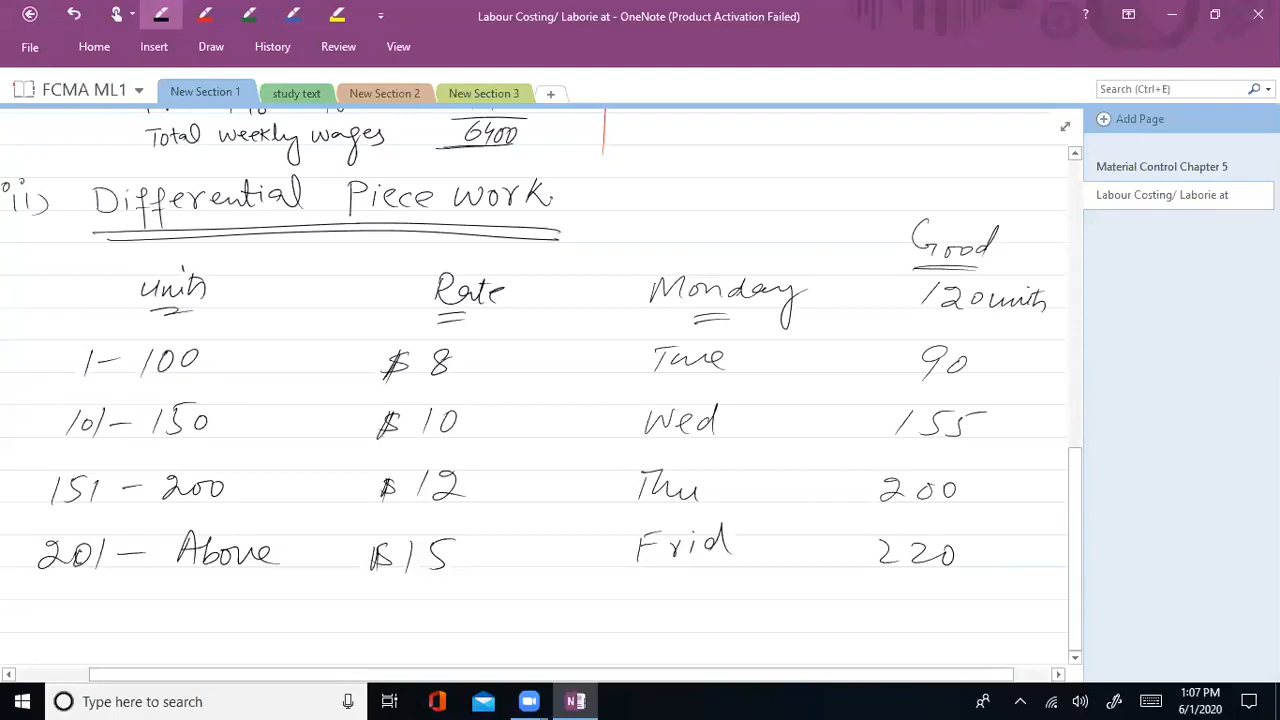 Labour Costing/ Laborie at - OneNote (Product Activation Failed)
?
File Home Insert Draw History Review View
FCMA ML1 New Section 1 study text New Section 2 New Section 3 +
Search (Ctrl+E)
Add Page
Material Control Chapter 5
Labour Costing/ Laborie at
Total weekly wages 6400
ii) Differential Piece work
Good
Units Rate Monday 120 units
1- 100 $ 8 Tue 90
101- 150 $ 10 Wed 155
151 - 200 $ 12 Thu 200
201- Above $15 Frid 220
Type here to search
1:07 PM
6/1/2020